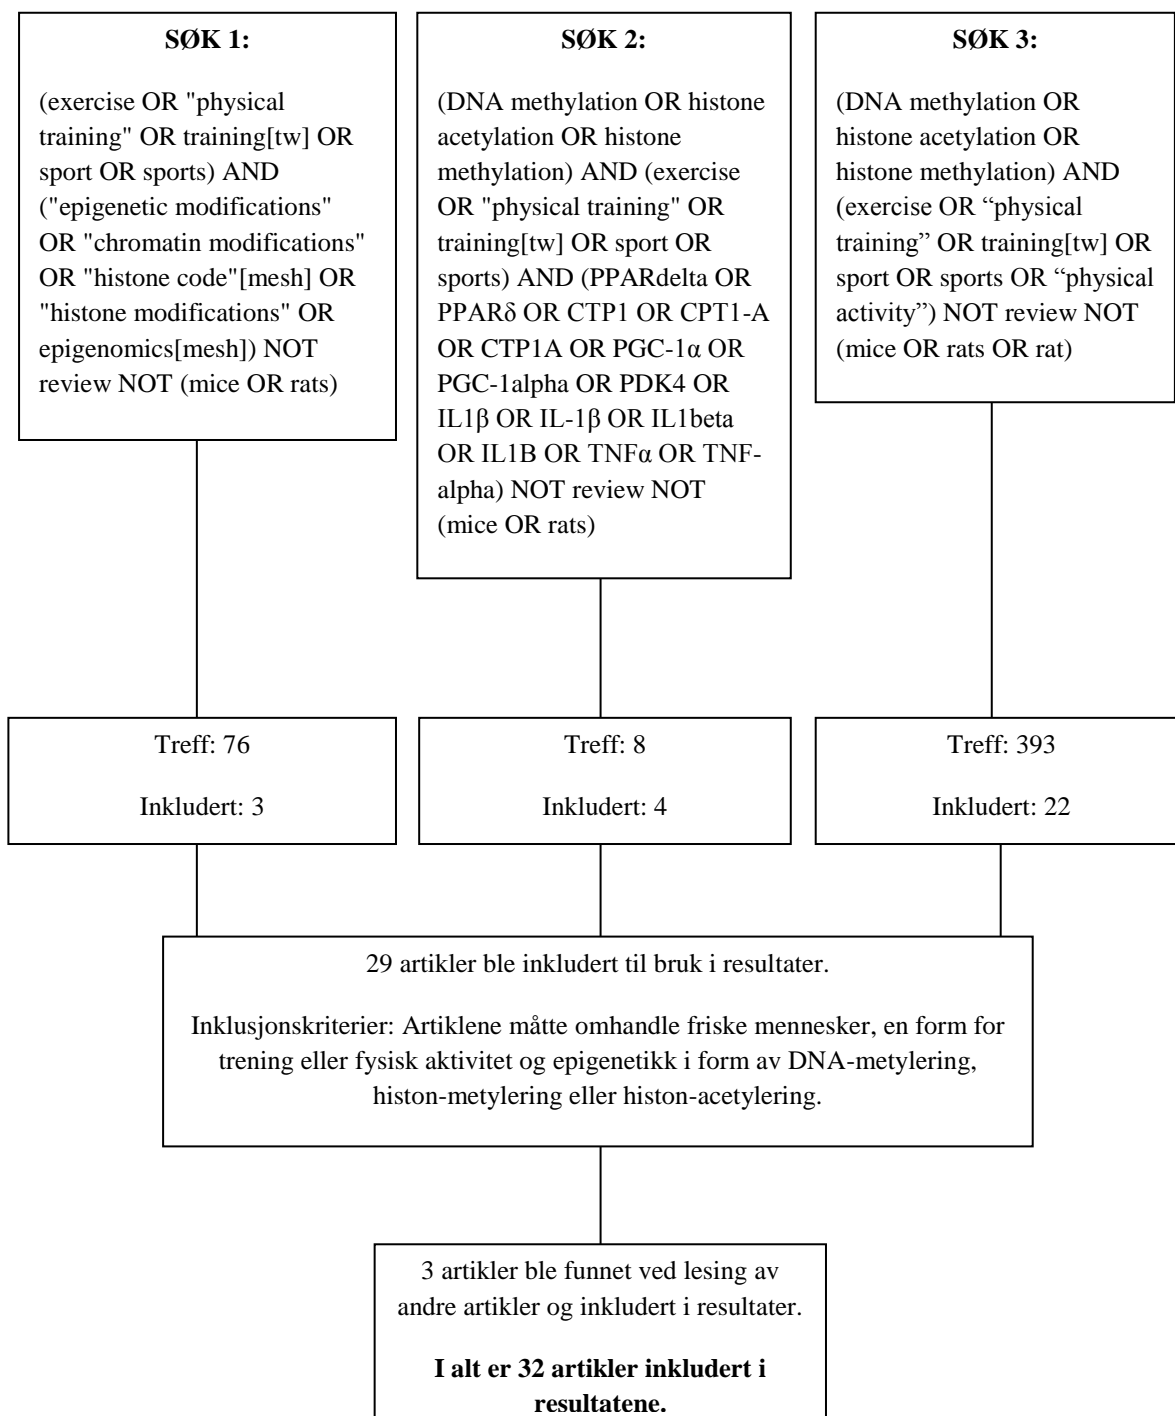 SØK 1:
(exercise OR "physical
training" OR training[tw] OR
sport OR sports) AND
("epigenetic modifications"
OR "chromatin modifications"
OR "histone code"[mesh] OR
"histone modifications" OR
epigenomics[mesh]) NOT
review NOT (mice OR rats)
SØK 2:
(DNA methylation OR histone
acetylation OR histone
methylation) AND (exercise
OR "physical training" OR
training[tw] OR sport OR
sports) AND (PPARdelta OR
PPARδ OR CTP1 OR CPT1-A
OR CTP1A OR PGC-1α OR
PGC-1alpha OR PDK4 OR
IL1β OR IL-1β OR IL1beta
OR IL1B OR TNFα OR TNF-
alpha) NOT review NOT
(mice OR rats)
SØK 3:
(DNA methylation OR
histone acetylation OR
histone methylation) AND
(exercise OR “physical
training” OR training[tw] OR
sport OR sports OR “physical
activity”) NOT review NOT
(mice OR rats OR rat)
Treff: 76
Inkludert: 3
Treff: 8
Inkludert: 4
Treff: 393
Inkludert: 22
29 artikler ble inkludert til bruk i resultater.
Inklusjonskriterier: Artiklene måtte omhandle friske mennesker, en form for
trening eller fysisk aktivitet og epigenetikk i form av DNA-metylering,
histon-metylering eller histon-acetylering.
3 artikler ble funnet ved lesing av
andre artikler og inkludert i resultater.
I alt er 32 artikler inkludert i
resultatene.